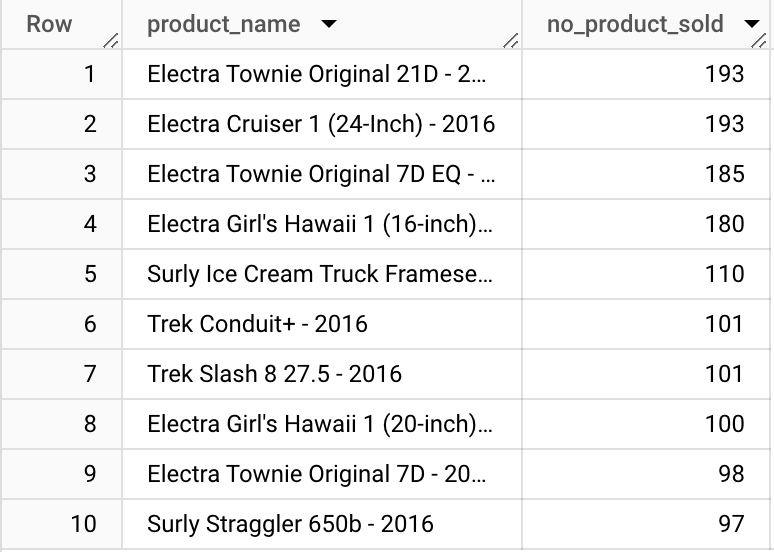 Row product_name no_product_sold
1 Electra Townie Original 21D - 2... 193
2 Electra Cruiser 1 (24-Inch) - 2016 193
3 Electra Townie Original 7D EQ - ... 185
4 Electra Girl's Hawaii 1 (16-inch)... 180
5 Surly Ice Cream Truck Framese... 110
6 Trek Conduit+ - 2016 101
7 Trek Slash 8 27.5 - 2016 101
8 Electra Girl's Hawaii 1 (20-inch)... 100
9 Electra Townie Original 7D - 20... 98
10 Surly Straggler 650b - 2016 97